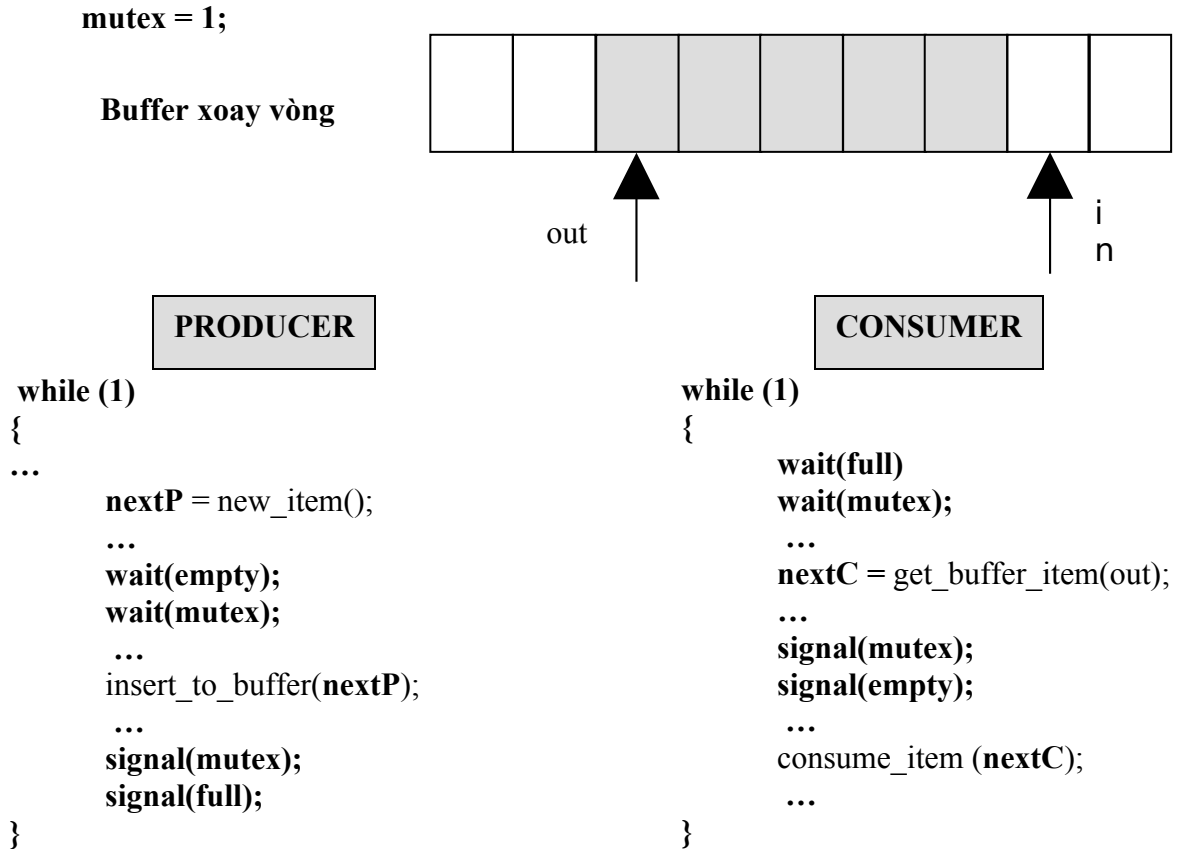 mutex = 1;
Buffer xoay vòng
out
i
n
PRODUCER
while (1)
{
…
nextP = new_item();
…
wait(empty);
wait(mutex);
…
insert_to_buffer(nextP);
…
signal(mutex);
signal(full);
}
CONSUMER
while (1)
{
wait(full)
wait(mutex);
…
nextC = get_buffer_item(out);
…
signal(mutex);
signal(empty);
…
consume_item (nextC);
…
}